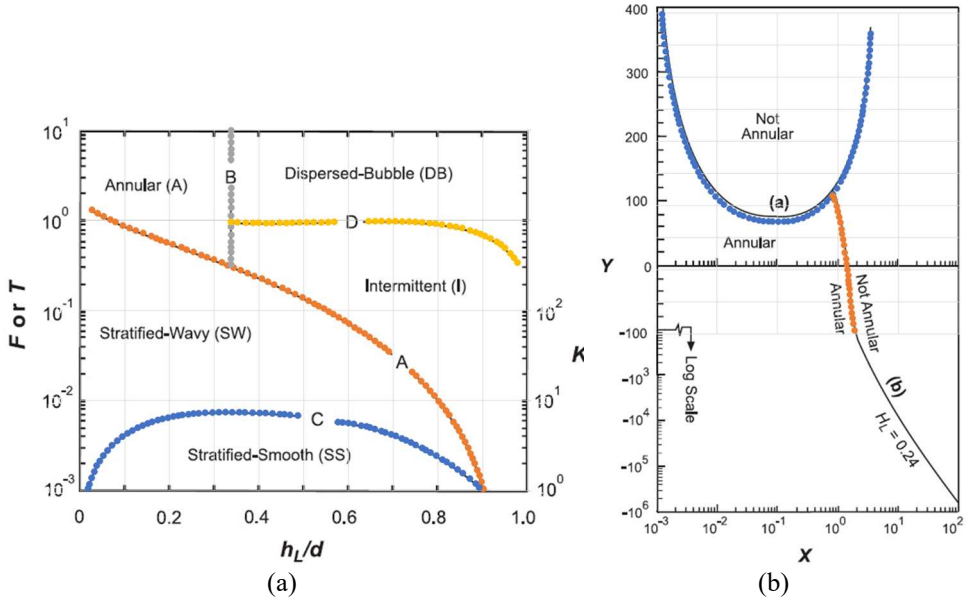 10^1
10^0
10^-1
10^-2
10^-3
F or T
Annular (A)
B
Dispersed-Bubble (DB)
D
Intermittent (I)
Stratified-Wavy (SW)
A
C
Stratified-Smooth (SS)
10^2
10^1
10^0
K
0
0.2
0.4
0.6
0.8
1.0
h_L/d
(a)
400
300
200
100
Y
0
-100
-10^3
-10^4
-10^5
-10^6
Not
Annular
(a)
Annular
Annular
Not Annular
Log Scale
(b)
H_L = 0.24
10^-3
10^-2
10^-1
10^0
10^1
10^2
X
(b)